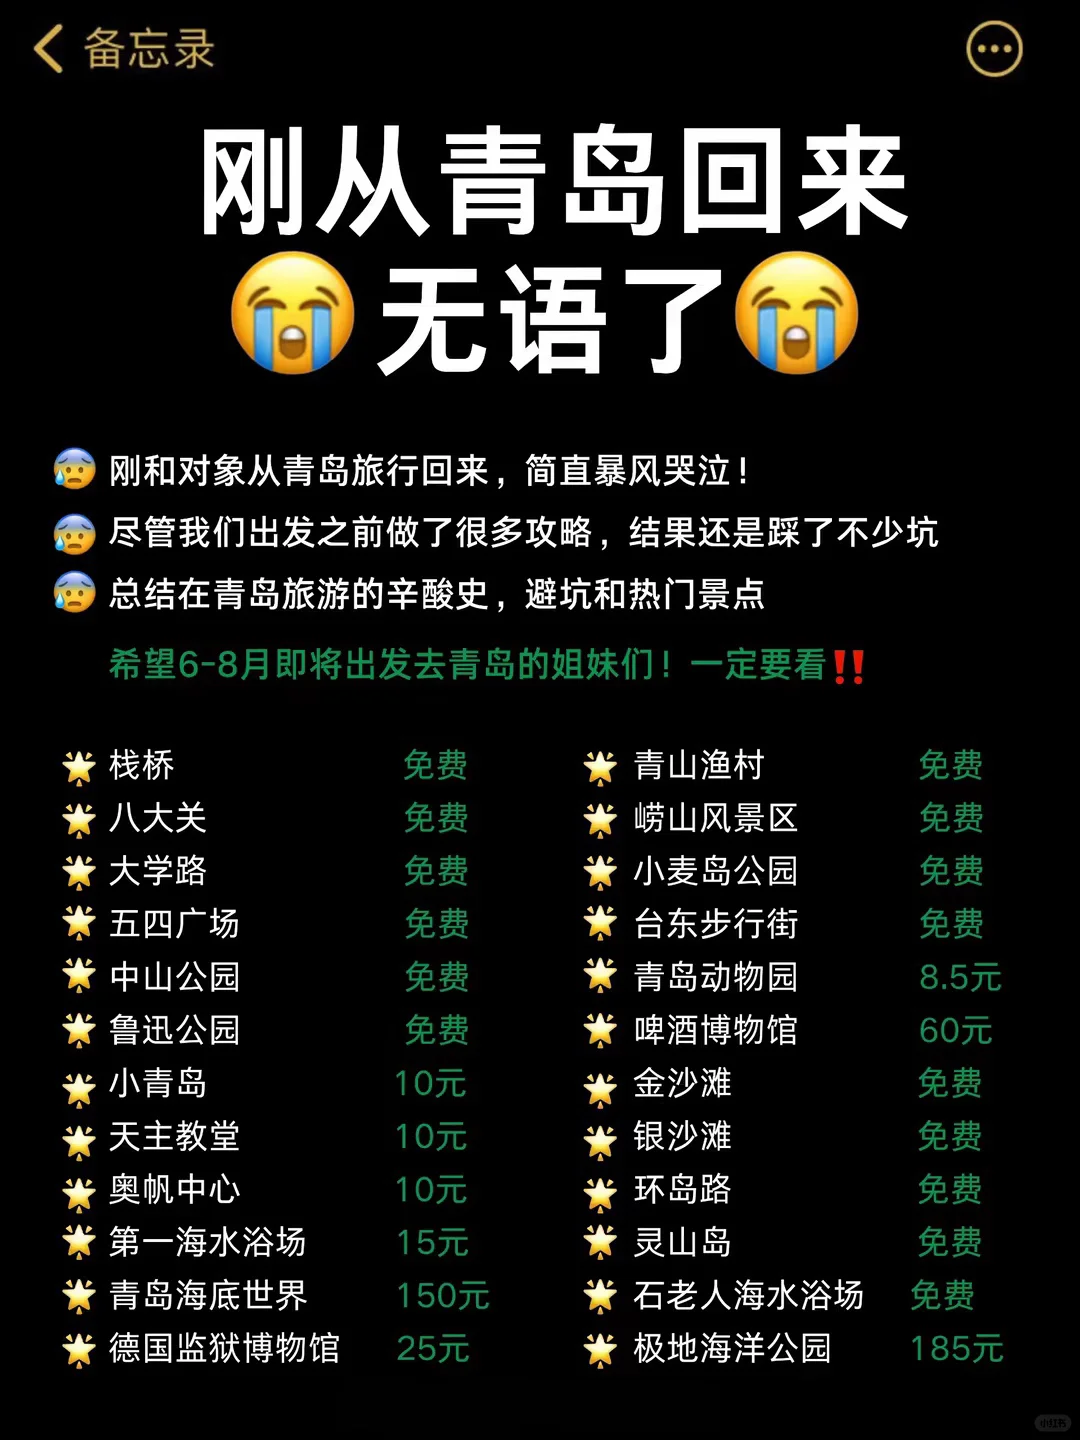 备忘录
刚从青岛回来
😭无语了😭
😰刚和对象从青岛旅行回来，简直暴风哭泣！
😰尽管我们出发之前做了很多攻略，结果还是踩了不少坑
😰总结在青岛旅游的辛酸史，避坑和热门景点
希望6-8月即将出发去青岛的姐妹们！一定要看‼️
🌟栈桥 免费
🌟八大关 免费
🌟大学路 免费
🌟五四广场 免费
🌟中山公园 免费
🌟鲁迅公园 免费
🌟小青岛 10元
🌟天主教堂 10元
🌟奥帆中心 10元
🌟第一海水浴场 15元
🌟青岛海底世界 150元
🌟德国监狱博物馆 25元
🌟青山渔村 免费
🌟崂山风景区 免费
🌟小麦岛公园 免费
🌟台东步行街 免费
🌟青岛动物园 8.5元
🌟啤酒博物馆 60元
🌟金沙滩 免费
🌟银沙滩 免费
🌟环岛路 免费
🌟灵山岛 免费
🌟石老人海水浴场 免费
🌟极地海洋公园 185元
小红书